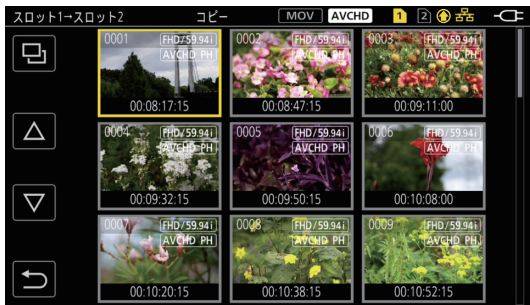 スロット1→スロット2 コピー MOV AVCHD 1 2
0001 FHD/59.94i AVCHD PH 00:08:17:15
0002 FHD/59.94i AVCHD PH 00:08:47:15
0003 FHD/59.94i AVCHD PH 00:09:11:00
0004 FHD/59.94i AVCHD PH 00:09:32:15
0005 FHD/59.94i AVCHD PH 00:09:50:15
0006 FHD/59.94i AVCHD PH 00:10:08:00
0007 FHD/59.94i AVCHD PH 00:10:20:15
0008 FHD/59.94i AVCHD PH 00:10:38:15
0009 FHD/59.94i AVCHD PH 00:10:52:15